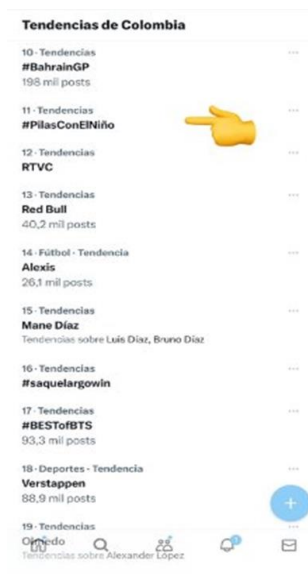 Tendencias de Colombia
10 · Tendencias
#BahrainGP
198 mil posts
11 · Tendencias
#PilasConElNiño
12 · Tendencias
RTVC
13 · Tendencias
Red Bull
40,2 mil posts
14 · Fútbol · Tendencia
Alexis
26,1 mil posts
15 · Tendencias
Mane Díaz
Tendencias sobre Luis Díaz, Bruno Díaz
16 · Tendencias
#saquelargowin
17 · Tendencias
#BESTofBTS
93,3 mil posts
18 · Deportes · Tendencia
Verstappen
88,9 mil posts
19 · Tendencias
Olmedo
Tendencias sobre Alexander López